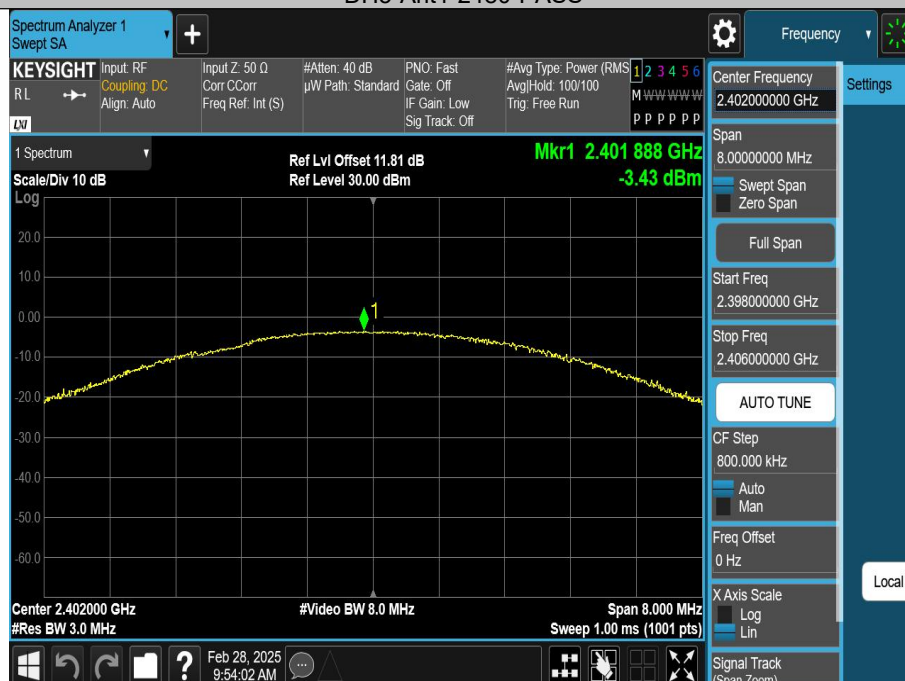 Spectrum Analyzer 1
Swept SA
+
Frequency
KEYSIGHT
RL
LXI
Input: RF
Coupling: DC
Align: Auto
Input Z: 50 Ω
Corr CCorr
Freq Ref: Int (S)
#Atten: 40 dB
µW Path: Standard
PNO: Fast
Gate: Off
IF Gain: Low
Sig Track: Off
#Avg Type: Power (RMS
Avg|Hold: 100/100
Trig: Free Run
1 2 3 4 5 6
M W W W W W
P P P P P P
1 Spectrum
Scale/Div 10 dB
Log
Ref Lvl Offset 11.81 dB
Ref Level 30.00 dBm
Mkr1 2.401 888 GHz
-3.43 dBm
20.0
10.0
0.00
-10.0
-20.0
-30.0
-40.0
-50.0
-60.0
1
Center 2.402000 GHz
#Res BW 3.0 MHz
#Video BW 8.0 MHz
Span 8.000 MHz
Sweep 1.00 ms (1001 pts)
?
Feb 28, 2025
9:54:02 AM
Center Frequency
2.402000000 GHz
Span
8.00000000 MHz
Swept Span
Zero Span
Full Span
Start Freq
2.398000000 GHz
Stop Freq
2.406000000 GHz
AUTO TUNE
CF Step
800.000 kHz
Auto
Man
Freq Offset
0 Hz
X Axis Scale
Log
Lin
Signal Track
(Span Zoom)
Settings
Local